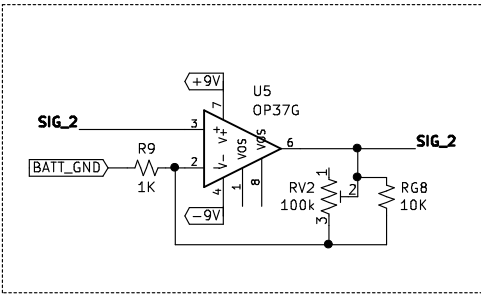 +9V
U5
OP37G
7
SIG_2
3
+
V+
6
SIG_2
R9
BATT_GND
2
-
V-
VOS
VOS
1K
4
1
8
-9V
RV2
100k
1
2
3
RG8
10K